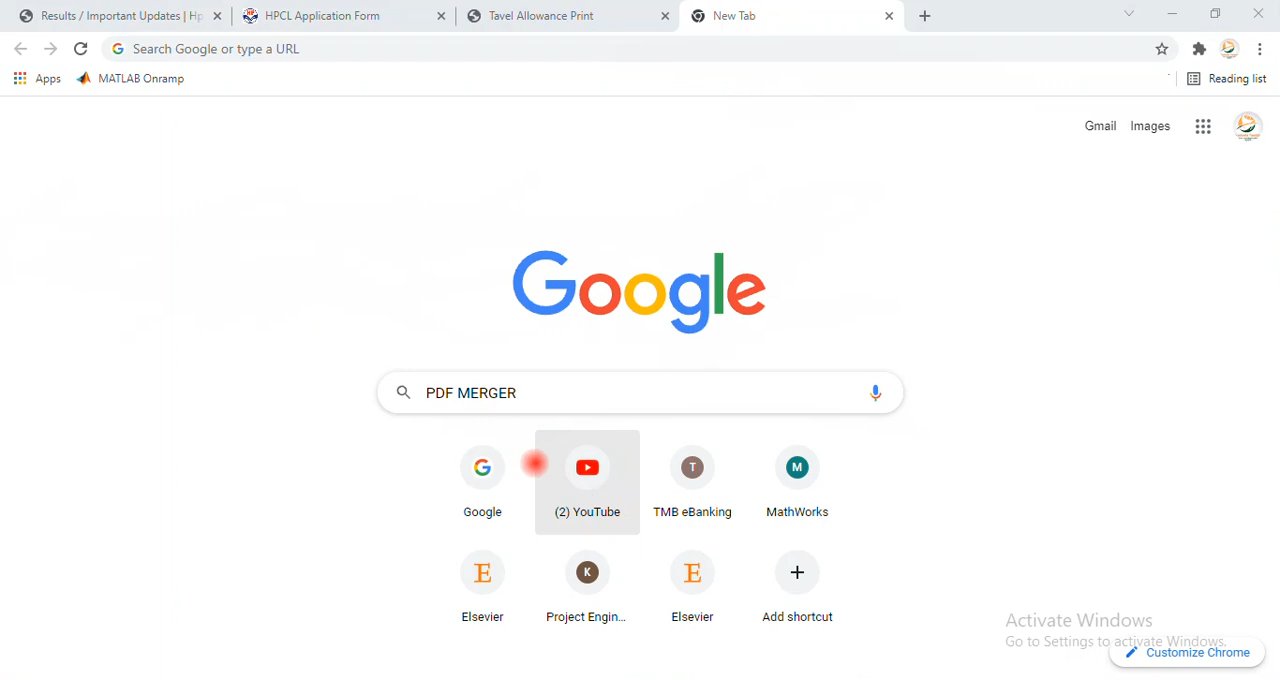 Results / Important Updates | Hp
HPCL Application Form
Tavel Allowance Print
New Tab
Search Google or type a URL
Apps
MATLAB Onramp
Reading list
Gmail
Images
Google
PDF MERGER
Google
(2) YouTube
T
TMB eBanking
M
MathWorks
E
Elsevier
K
Project Engin...
E
Elsevier
Add shortcut
Activate Windows
Go to Settings to activate Windows.
Customize Chrome